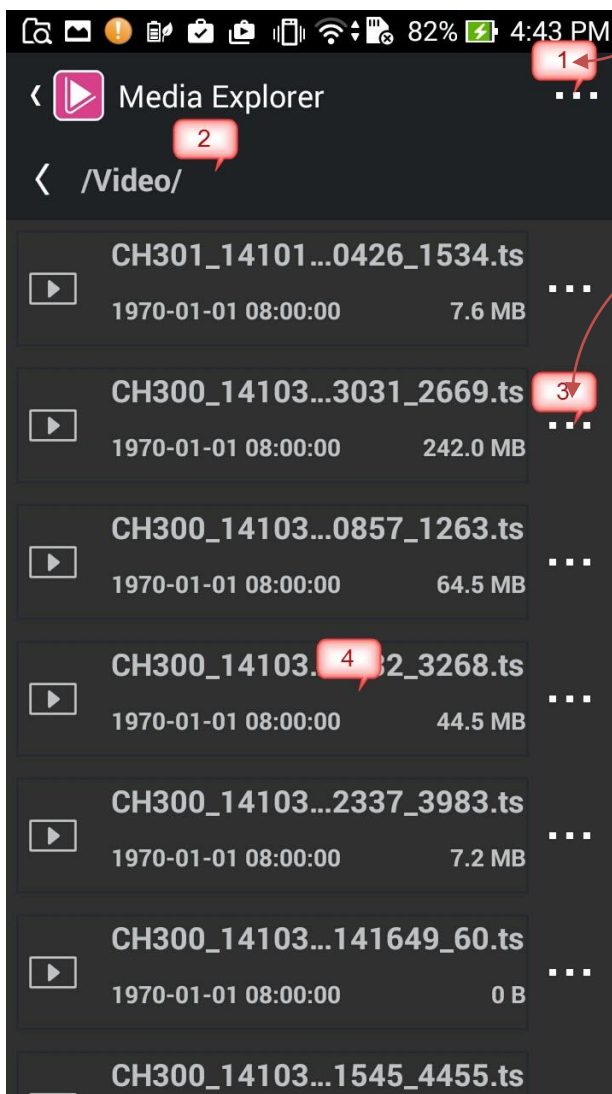 82% 4:43 PM
1
Media Explorer
2
/Video/
CH301_14101...0426_1534.ts
1970-01-01 08:00:00 7.6 MB
CH300_14103...3031_2669.ts
3
1970-01-01 08:00:00 242.0 MB
CH300_14103...0857_1263.ts
1970-01-01 08:00:00 64.5 MB
CH300_14103. 4 2_3268.ts
1970-01-01 08:00:00 44.5 MB
CH300_14103...2337_3983.ts
1970-01-01 08:00:00 7.2 MB
CH300_14103...141649_60.ts
1970-01-01 08:00:00 0 B
CH300_14103...1545_4455.ts